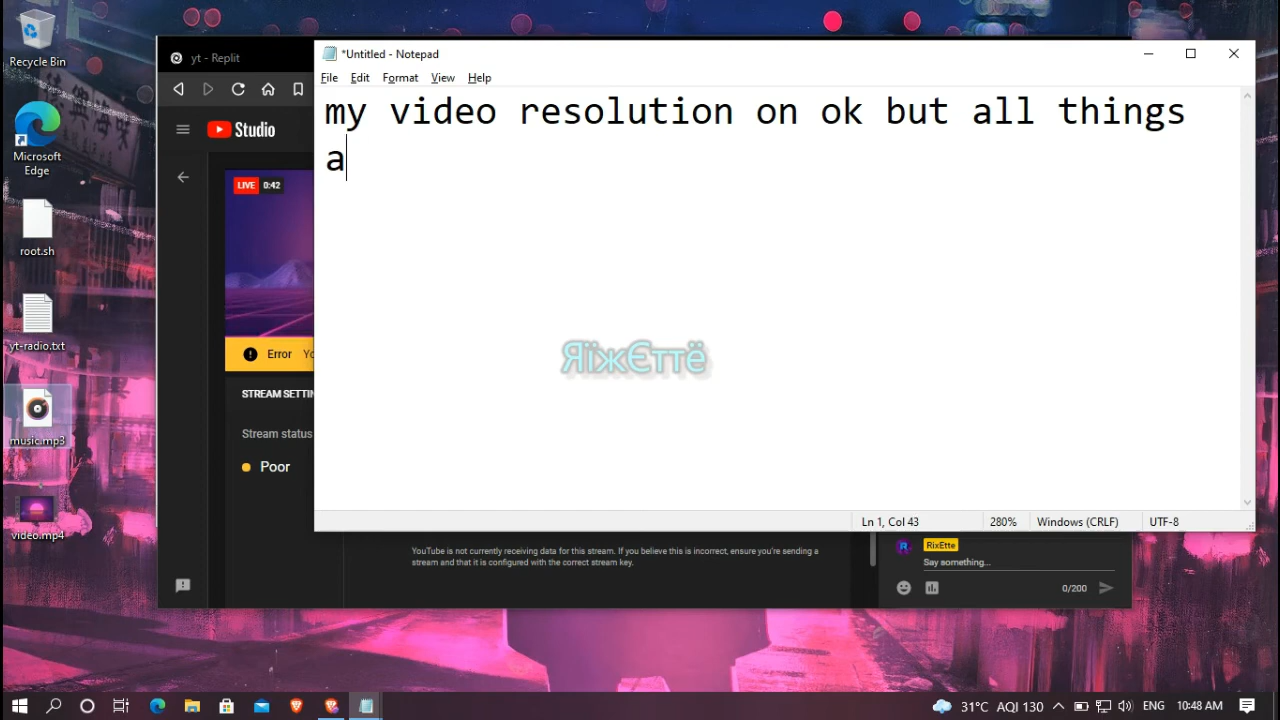 Recycle Bin
Microsoft
Edge
root.sh
yt-radio.txt
music.mp3
video.mp4
yt - Replit
Studio
LIVE 0:42
Error
STREAM SETTIN
Stream status
Poor
*Untitled - Notepad
File Edit Format View Help
my video resolution on ok but all things
a
ЯїжЄттё
Ln 1, Col 43 280% Windows (CRLF) UTF-8
YouTube is not currently receiving data for this stream. If you believe this is incorrect, ensure you're sending a
stream and that it is configured with the correct stream key.
RixEtte
Say something...
0/200
31°C AQI 130 ENG 10:48 AM